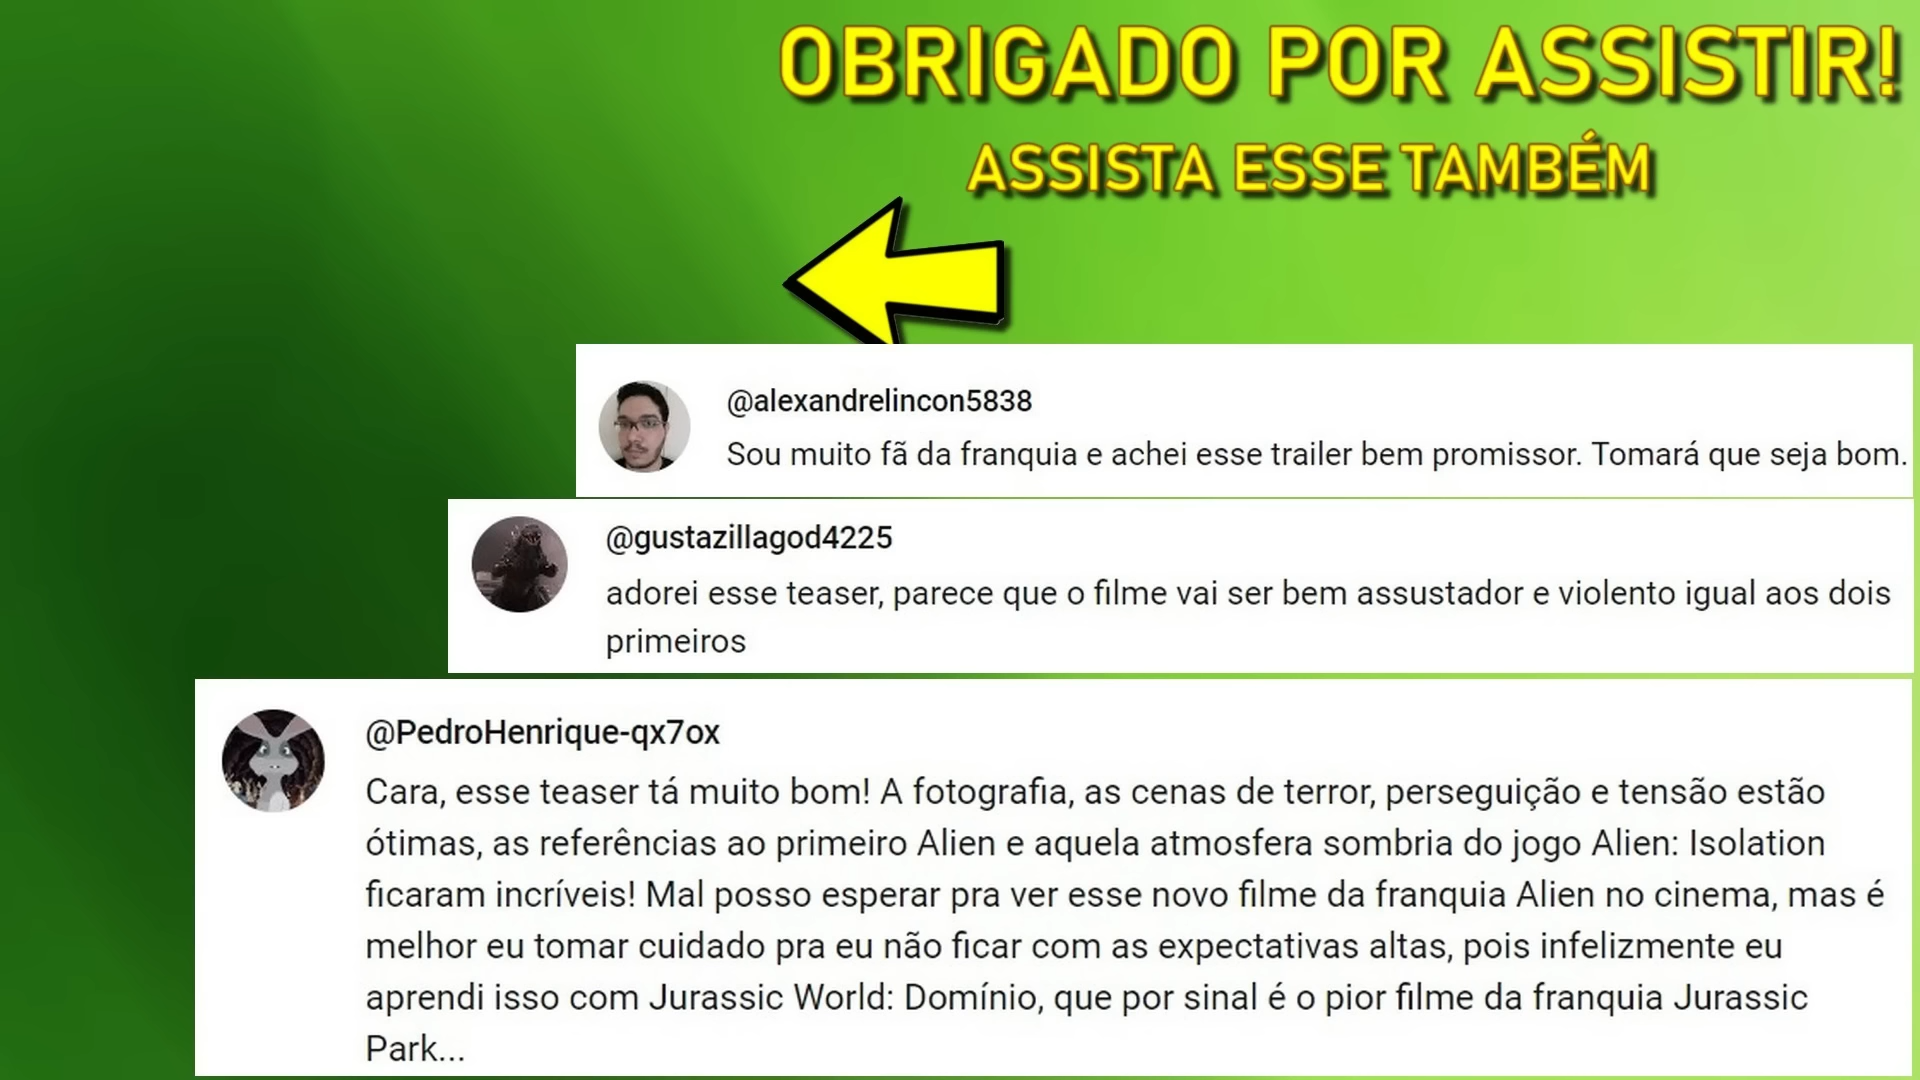 OBRIGADO POR ASSISTIR!
ASSISTA ESSE TAMBÉM
@alexandrelincon5838
Sou muito fã da franquia e achei esse trailer bem promissor. Tomará que seja bom.
@gustazillagod4225
adorei esse teaser, parece que o filme vai ser bem assustador e violento igual aos dois
primeiros
@PedroHenrique-qx7ox
Cara, esse teaser tá muito bom! A fotografia, as cenas de terror, perseguição e tensão estão
ótimas, as referências ao primeiro Alien e aquela atmosfera sombria do jogo Alien: Isolation
ficaram incríveis! Mal posso esperar pra ver esse novo filme da franquia Alien no cinema, mas é
melhor eu tomar cuidado pra eu não ficar com as expectativas altas, pois infelizmente eu
aprendi isso com Jurassic World: Domínio, que por sinal é o pior filme da franquia Jurassic
Park...